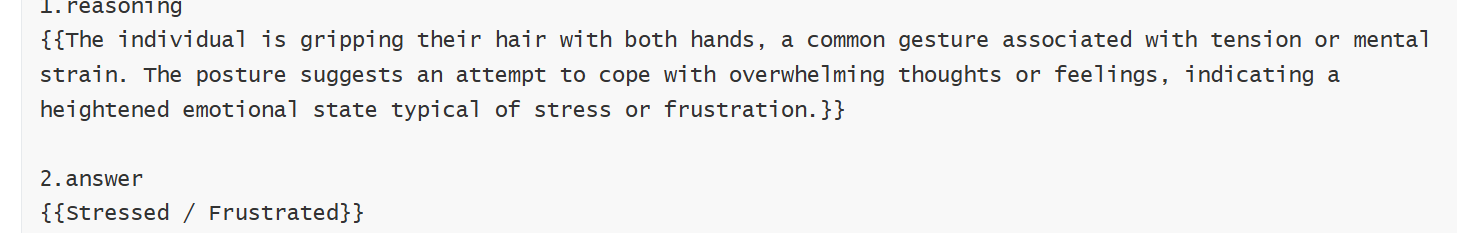 1.reasoning
{{The individual is gripping their hair with both hands, a common gesture associated with tension or mental
strain. The posture suggests an attempt to cope with overwhelming thoughts or feelings, indicating a
heightened emotional state typical of stress or frustration.}}
2.answer
{{Stressed / Frustrated}}